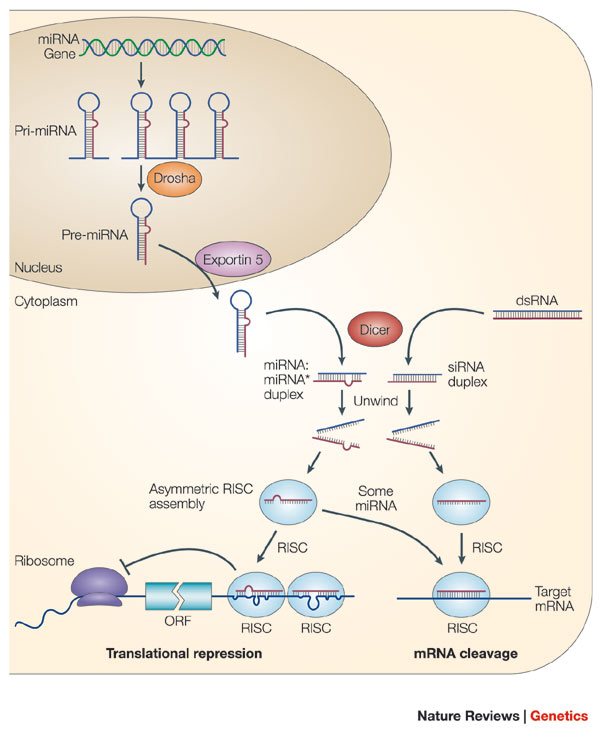 miRNA
Gene
Pri-miRNA
Drosha
Pre-miRNA
Exportin 5
Nucleus
Cytoplasm
dsRNA
Dicer
miRNA:
miRNA*
duplex
siRNA
duplex
Unwind
Asymmetric RISC
assembly
Some
miRNA
RISC
RISC
Ribosome
ORF
RISC
RISC
RISC
Target
mRNA
Translational repression
mRNA cleavage
Nature Reviews | Genetics